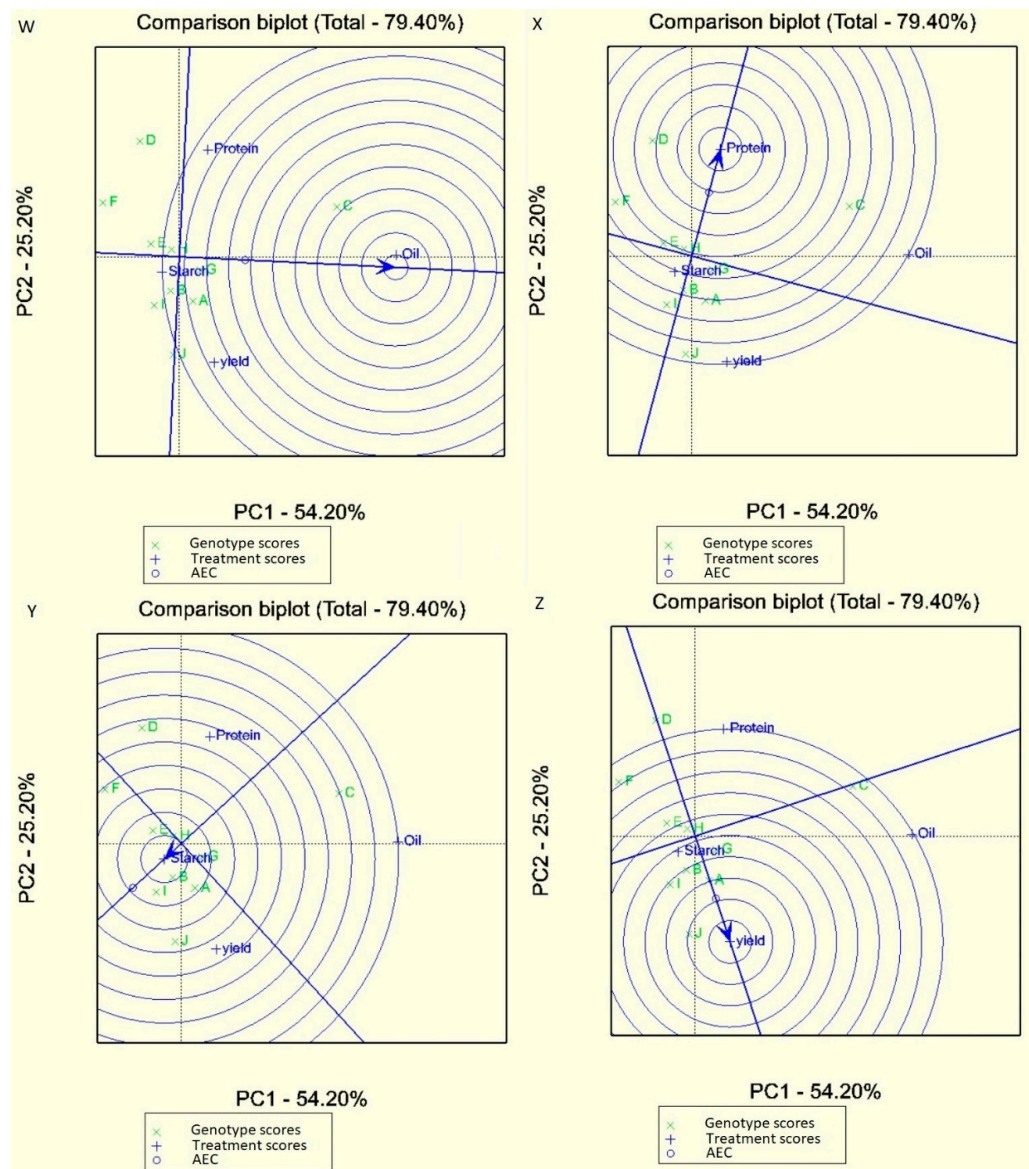 W
Comparison biplot (Total - 79.40%)
PC2 - 25.20%
D
Protein
F
C
E
H
Oil
Starch
G
B
I
A
J
yield
PC1 - 54.20%
Genotype scores
Treatment scores
AEC
X
Comparison biplot (Total - 79.40%)
PC2 - 25.20%
D
Protein
F
C
E
H
Oil
Starch
G
B
I
A
J
yield
PC1 - 54.20%
Genotype scores
Treatment scores
AEC
Y
Comparison biplot (Total - 79.40%)
PC2 - 25.20%
D
Protein
F
C
E
H
Oil
Starch
G
B
I
A
J
yield
PC1 - 54.20%
Genotype scores
Treatment scores
AEC
Z
Comparison biplot (Total - 79.40%)
PC2 - 25.20%
D
Protein
F
C
E
H
Oil
Starch
G
B
I
A
J
yield
PC1 - 54.20%
Genotype scores
Treatment scores
AEC